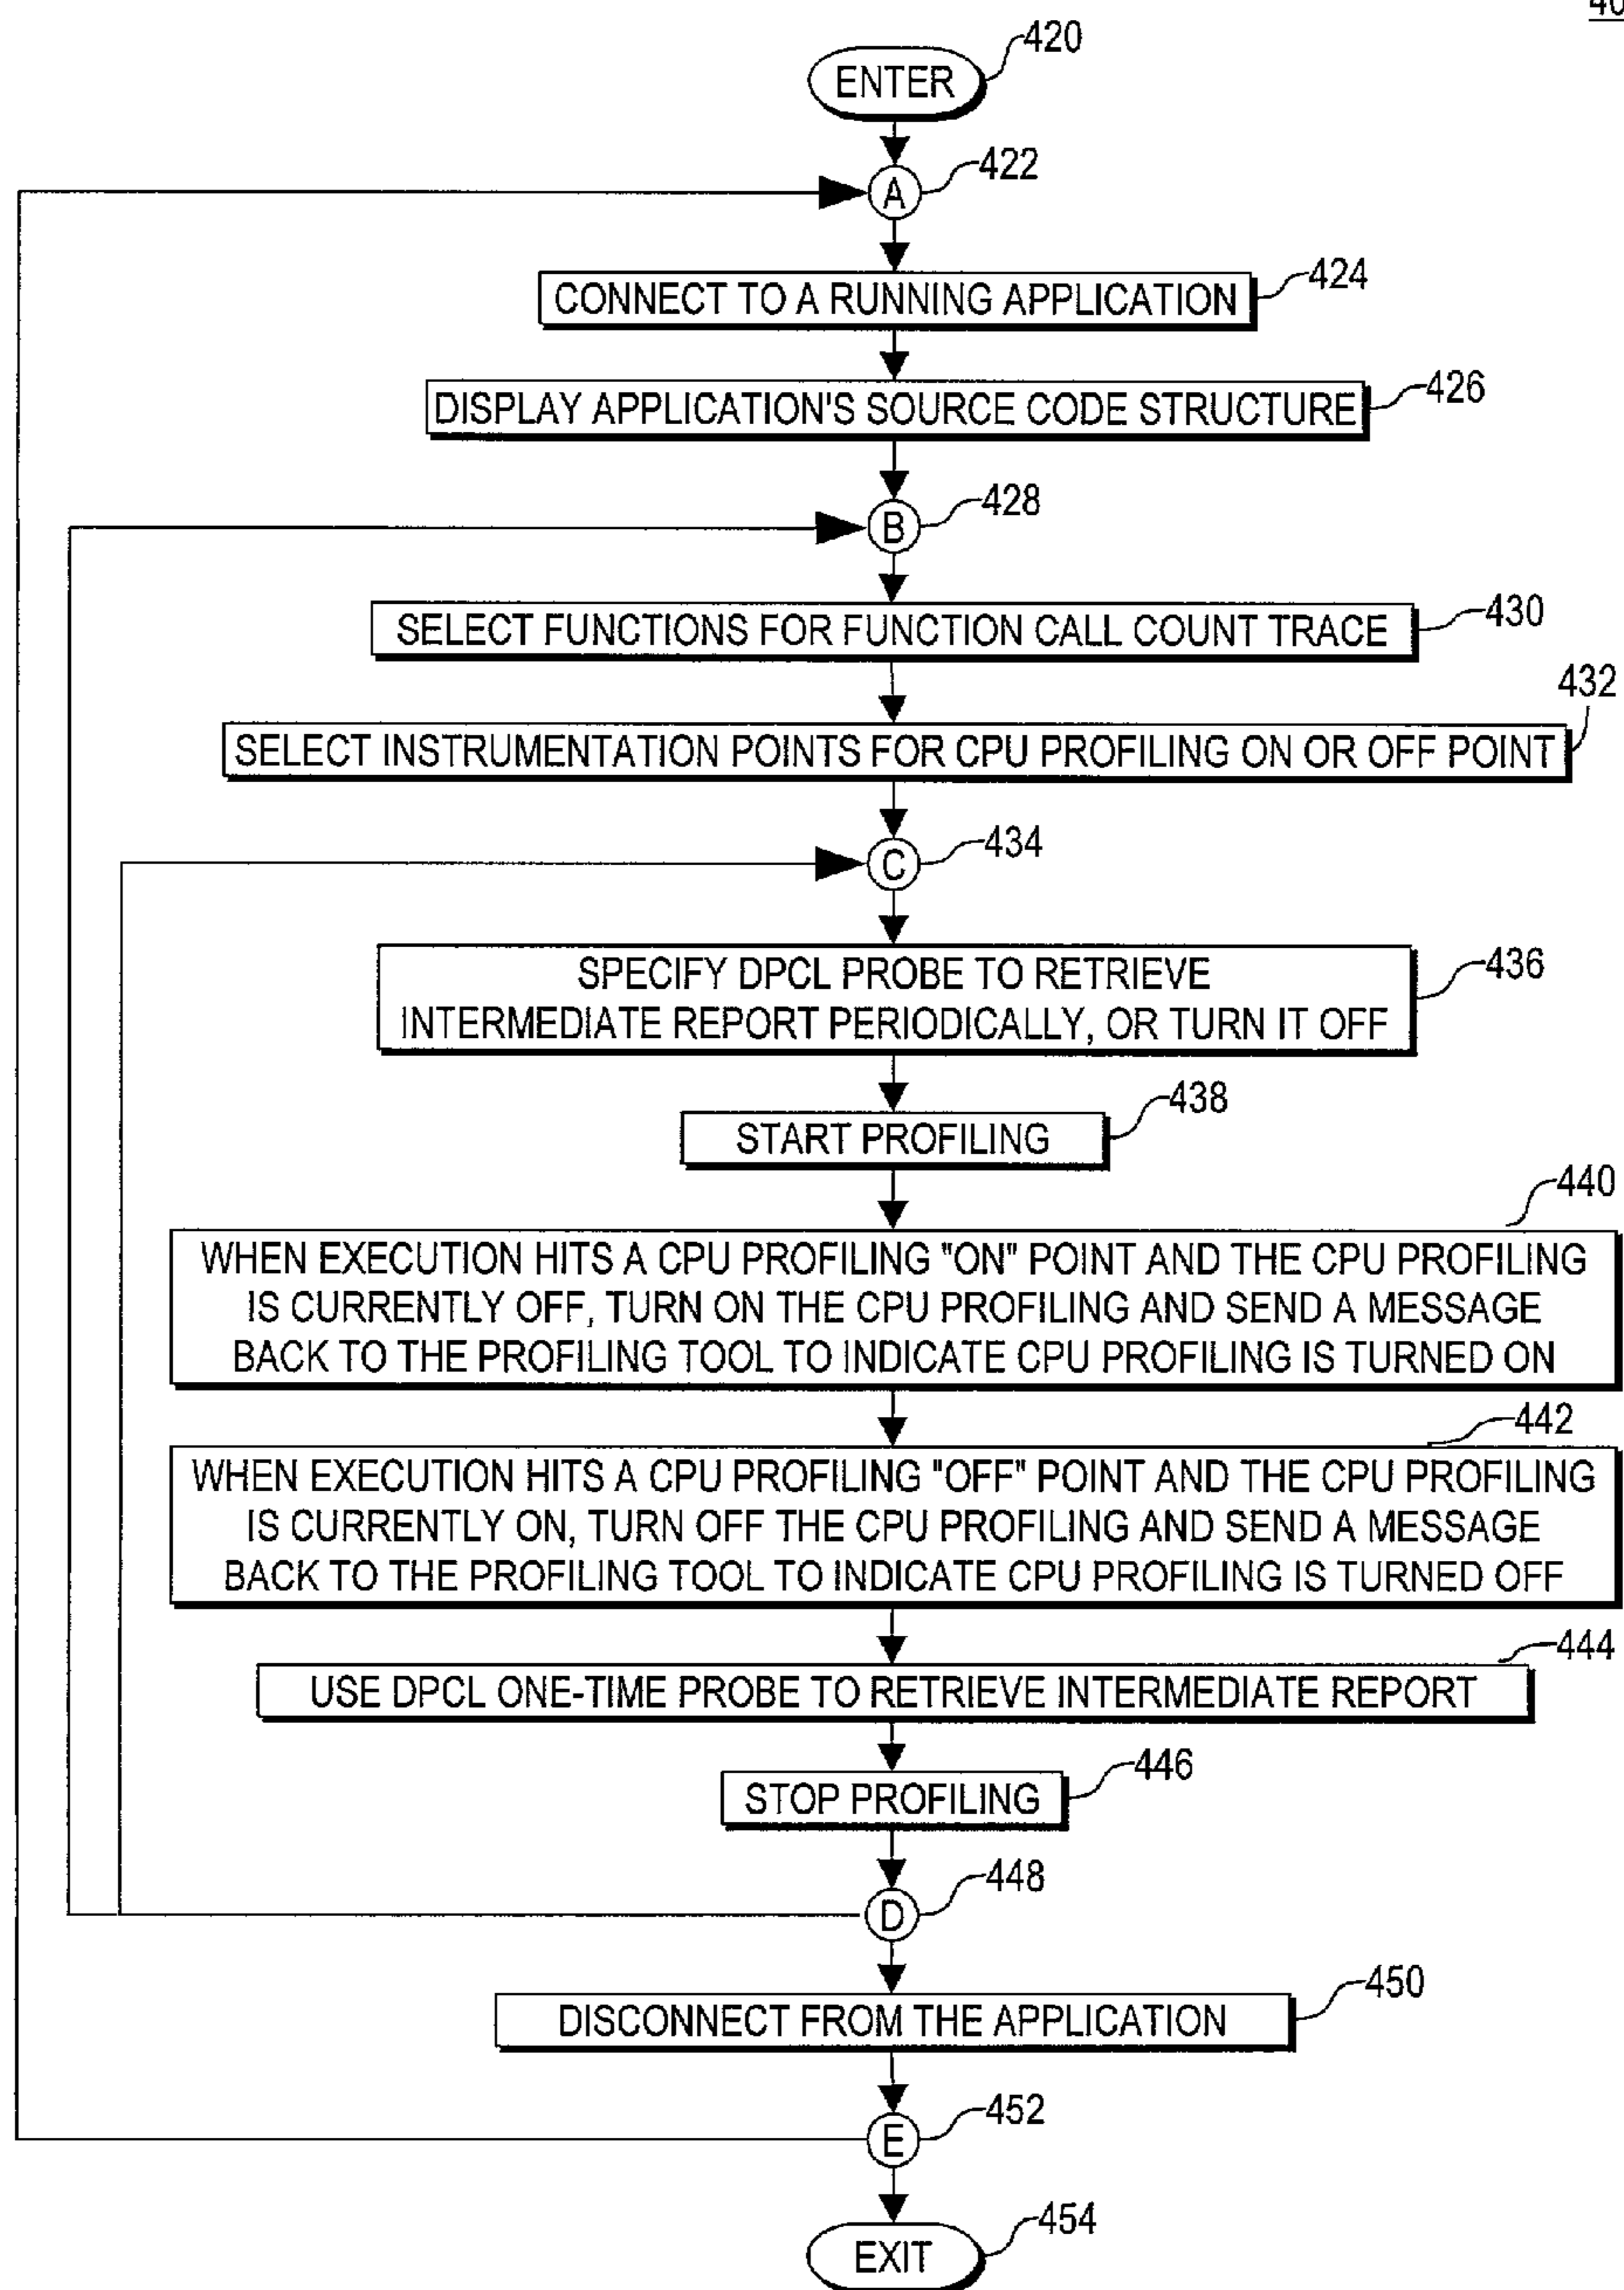 420
ENTER
422
A
424
CONNECT TO A RUNNING APPLICATION
426
DISPLAY APPLICATION'S SOURCE CODE STRUCTURE
428
B
430
SELECT FUNCTIONS FOR FUNCTION CALL COUNT TRACE
432
SELECT INSTRUMENTATION POINTS FOR CPU PROFILING ON OR OFF POINT
434
C
436
SPECIFY DPCL PROBE TO RETRIEVE
INTERMEDIATE REPORT PERIODICALLY, OR TURN IT OFF
438
START PROFILING
440
WHEN EXECUTION HITS A CPU PROFILING "ON" POINT AND THE CPU PROFILING
IS CURRENTLY OFF, TURN ON THE CPU PROFILING AND SEND A MESSAGE
BACK TO THE PROFILING TOOL TO INDICATE CPU PROFILING IS TURNED ON
442
WHEN EXECUTION HITS A CPU PROFILING "OFF" POINT AND THE CPU PROFILING
IS CURRENTLY ON, TURN OFF THE CPU PROFILING AND SEND A MESSAGE
BACK TO THE PROFILING TOOL TO INDICATE CPU PROFILING IS TURNED OFF
444
USE DPCL ONE-TIME PROBE TO RETRIEVE INTERMEDIATE REPORT
446
STOP PROFILING
448
D
450
DISCONNECT FROM THE APPLICATION
452
E
454
EXIT